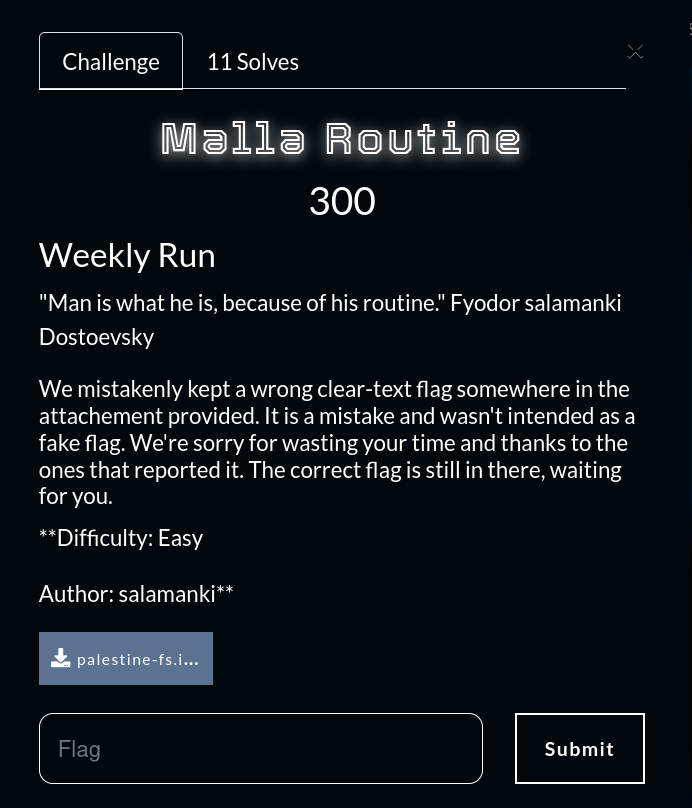 Challenge
11 Solves
Malla Routine
300
Weekly Run
"Man is what he is, because of his routine." Fyodor salamanki
Dostoevsky
We mistakenly kept a wrong clear-text flag somewhere in the
attachement provided. It is a mistake and wasn't intended as a
fake flag. We're sorry for wasting your time and thanks to the
ones that reported it. The correct flag is still in there, waiting
for you.
**Difficulty: Easy
Author: salamanki**
palestine-fs.i...
Flag
Submit